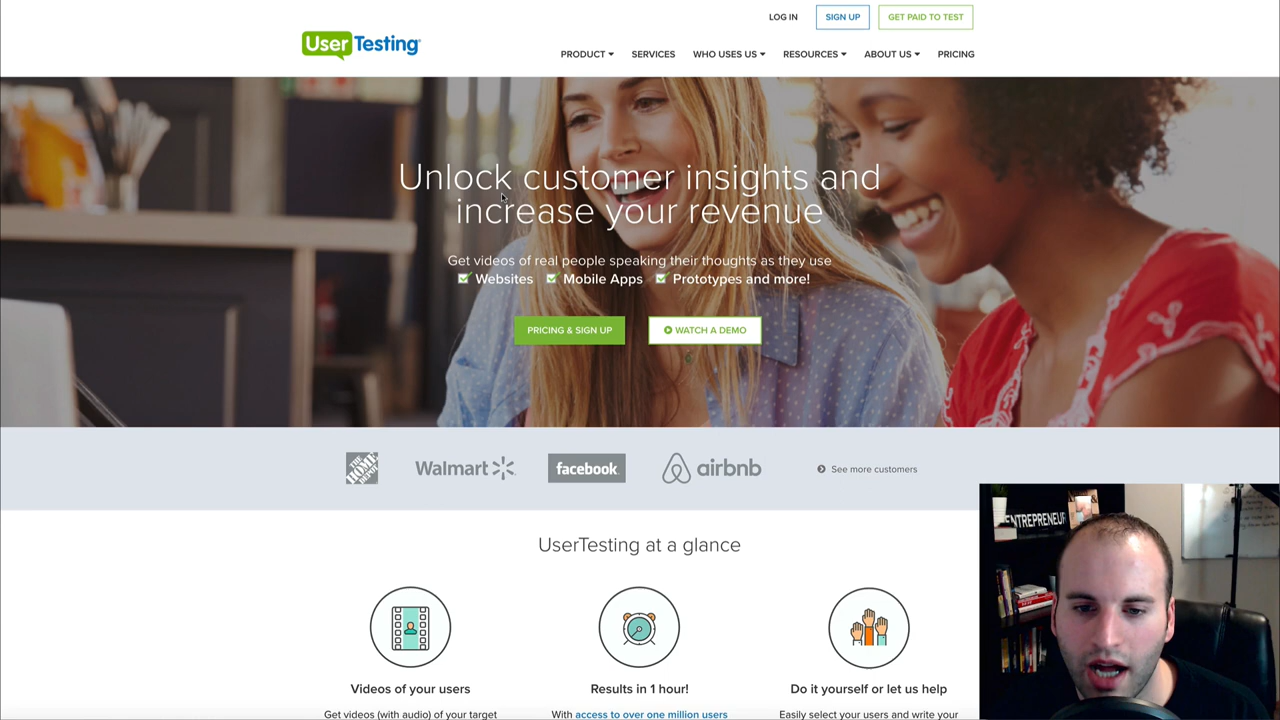 LOG IN SIGN UP GET PAID TO TEST
UserTesting
PRODUCT SERVICES WHO USES US RESOURCES ABOUT US PRICING
Unlock customer insights and
increase your revenue
Get videos of real people speaking their thoughts as they use
Websites Mobile Apps Prototypes and more!
PRICING & SIGN UP WATCH A DEMO
THE HOME DEPOT Walmart facebook airbnb See more customers
ENTREPRENEUR
UserTesting at a glance
Videos of your users Results in 1 hour! Do it yourself or let us help
Get videos (with audio) of your target With access to over one million users Easily select your users and write your